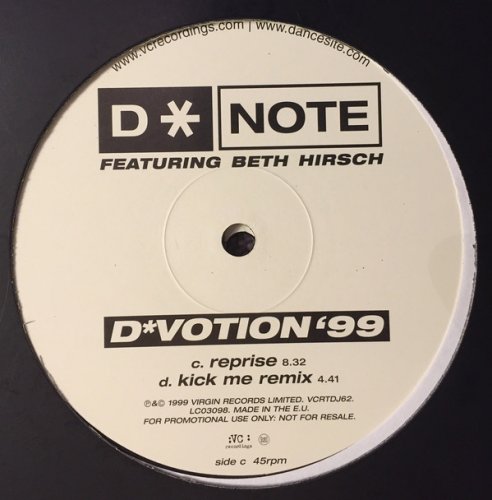 www.vcrecordings.com | www.dancesite.com
D*NOTE
FEATURING BETH HIRSCH
D*VOTION ‘99
c. reprise 8.32
d. kick me remix 4.41
℗&© 1999 VIRGIN RECORDS LIMITED. VCRTDJ62.
LC03098. MADE IN THE E.U.
FOR PROMOTIONAL USE ONLY: NOT FOR RESALE.
:VC :
recordings
side c 45rpm